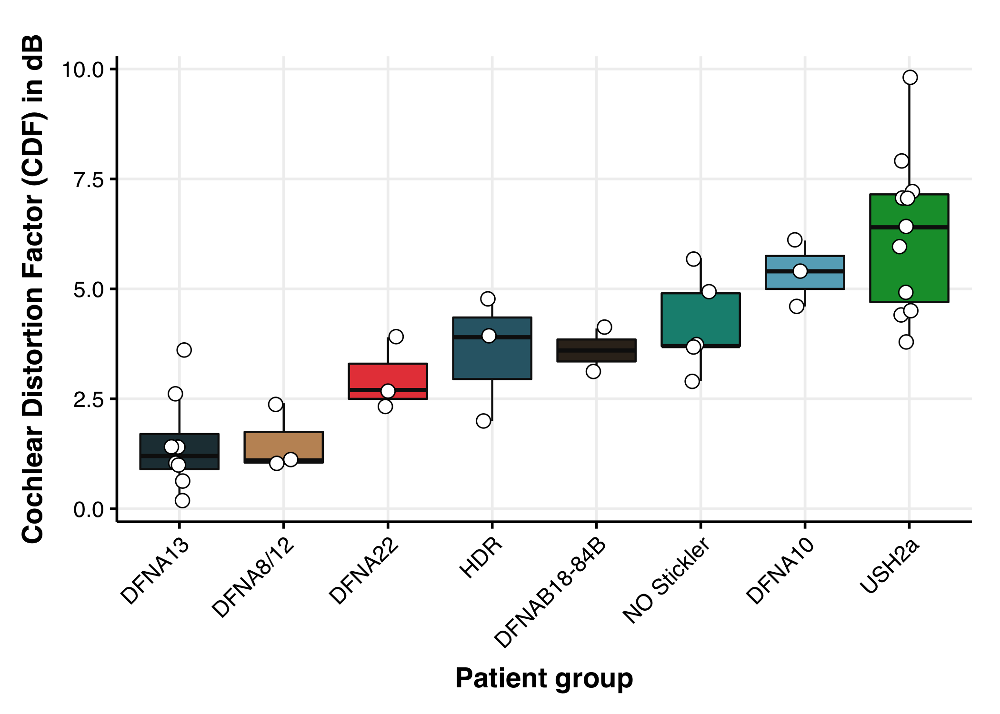 Cochlear Distortion Factor (CDF) in dB
10.0
7.5
5.0
2.5
0.0
DFNA13
DFNA8/12
DFNA22
HDR
DFNAB18-84B
NO Stickler
DFNA10
USH2a
Patient group